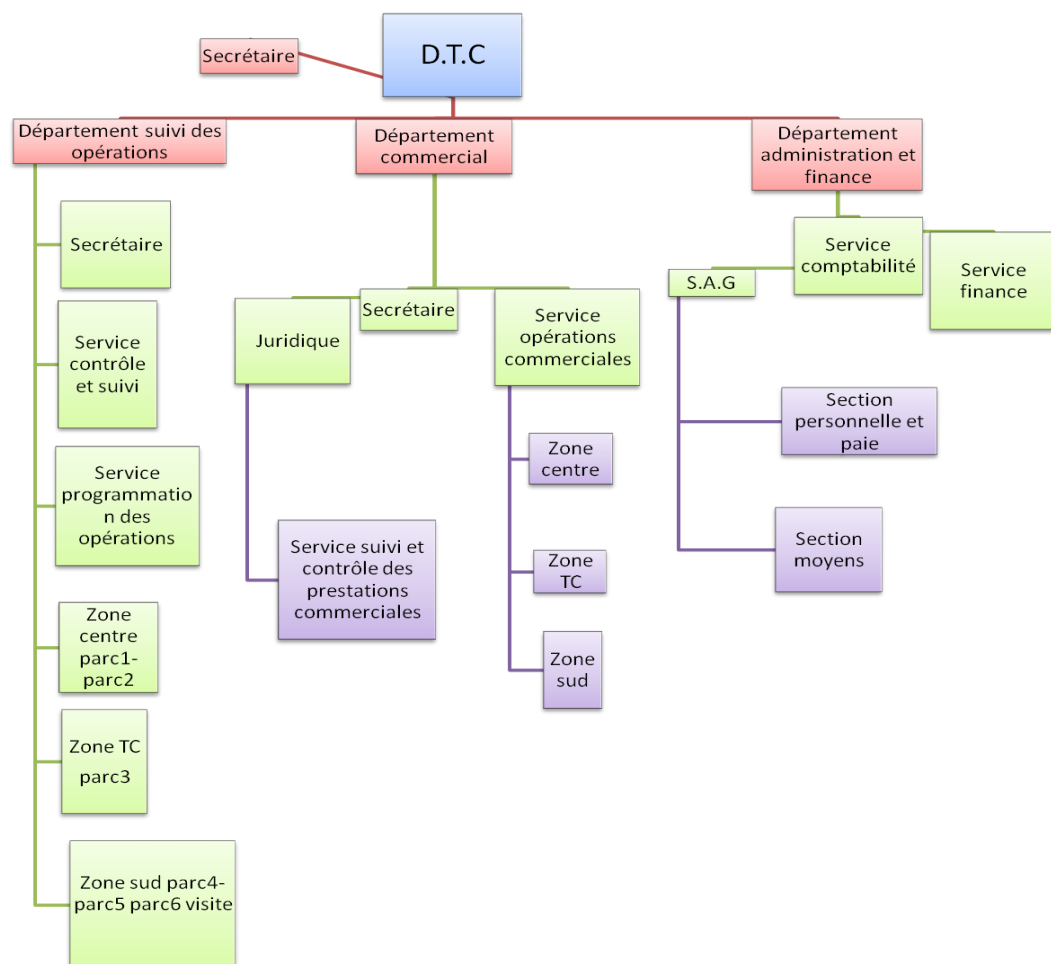 D.T.C
Secrétaire
Département suivi des
opérations
Département
commercial
Département
administration et
finance
Secrétaire
Service
contrôle
et suivi
Service
programmatio
n des
opérations
Zone
centre
parc1-
parc2
Zone TC
parc3
Zone sud parc4-
parc5 parc6 visite
Juridique
Secrétaire
Service
opérations
commerciales
Service suivi et
contrôle des
prestations
commerciales
Zone
centre
Zone
TC
Zone
sud
S.A.G
Service
comptabilité
Service
finance
Section
personnelle et
paie
Section
moyens